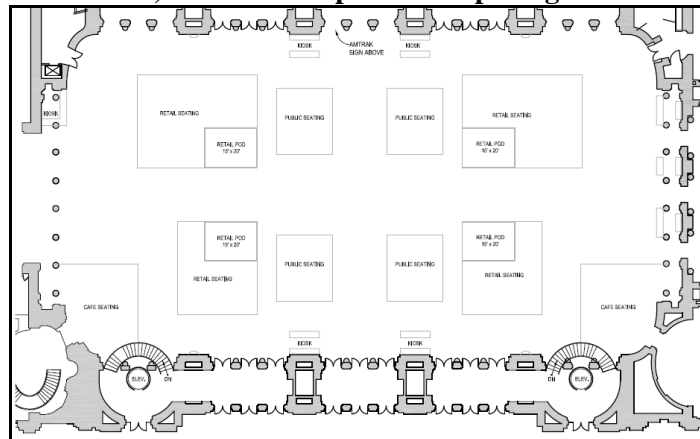 KIOSK
AMTRAK
SIGN ABOVE
KIOSK
KIOSK
RETAIL SEATING
PUBLIC SEATING
PUBLIC SEATING
RETAIL SEATING
RETAIL POD
15' x 20'
RETAIL POD
15' x 20'
RETAIL POD
15' x 20'
RETAIL POD
15' x 20'
PUBLIC SEATING
PUBLIC SEATING
RETAIL SEATING
RETAIL SEATING
CAFE SEATING
CAFE SEATING
KIOSK
KIOSK
ELEV.
DN
DN
ELEV.